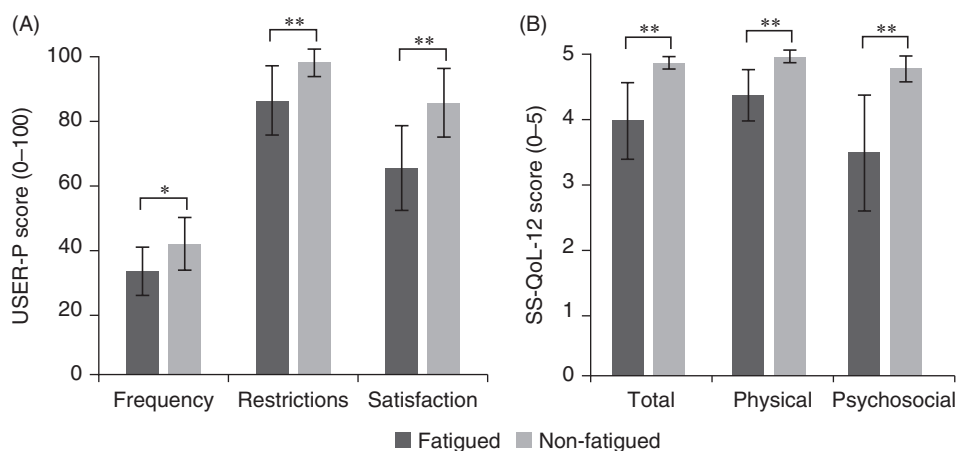 (A)
**
**
*
USER-P score (0–100)
100
80
60
40
20
0
Frequency Restrictions Satisfaction
(B)
**
**
**
SS-QoL-12 score (0–5)
5
4
3
2
1
0
Total Physical Psychosocial
Fatigued Non-fatigued